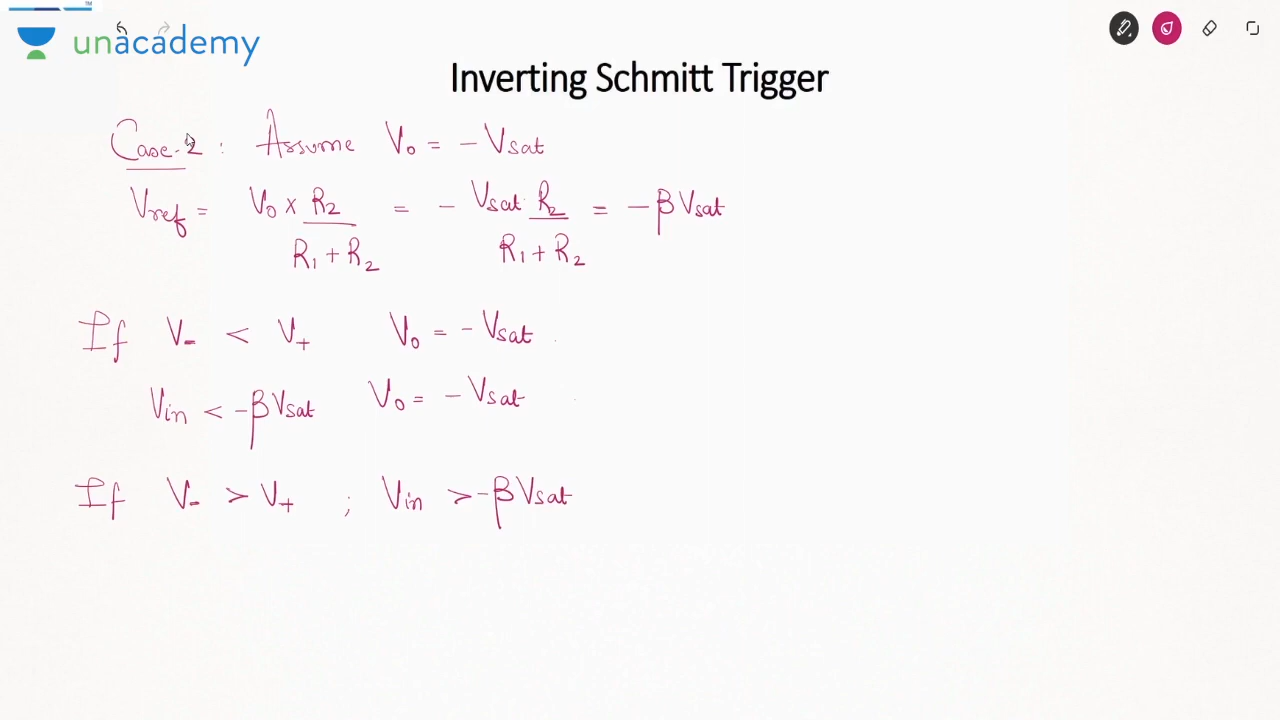 unacademy
Inverting Schmitt Trigger
Case-2 : Assume V₀ = - Vsat
Vref = V₀ × R₂ / (R₁ + R₂) = - Vsat · R₂ / (R₁ + R₂) = - βVsat
If V₋ < V₊ V₀ = - Vsat
Vin < -βVsat V₀ = - Vsat
If V₋ > V₊ ; Vin > -βVsat